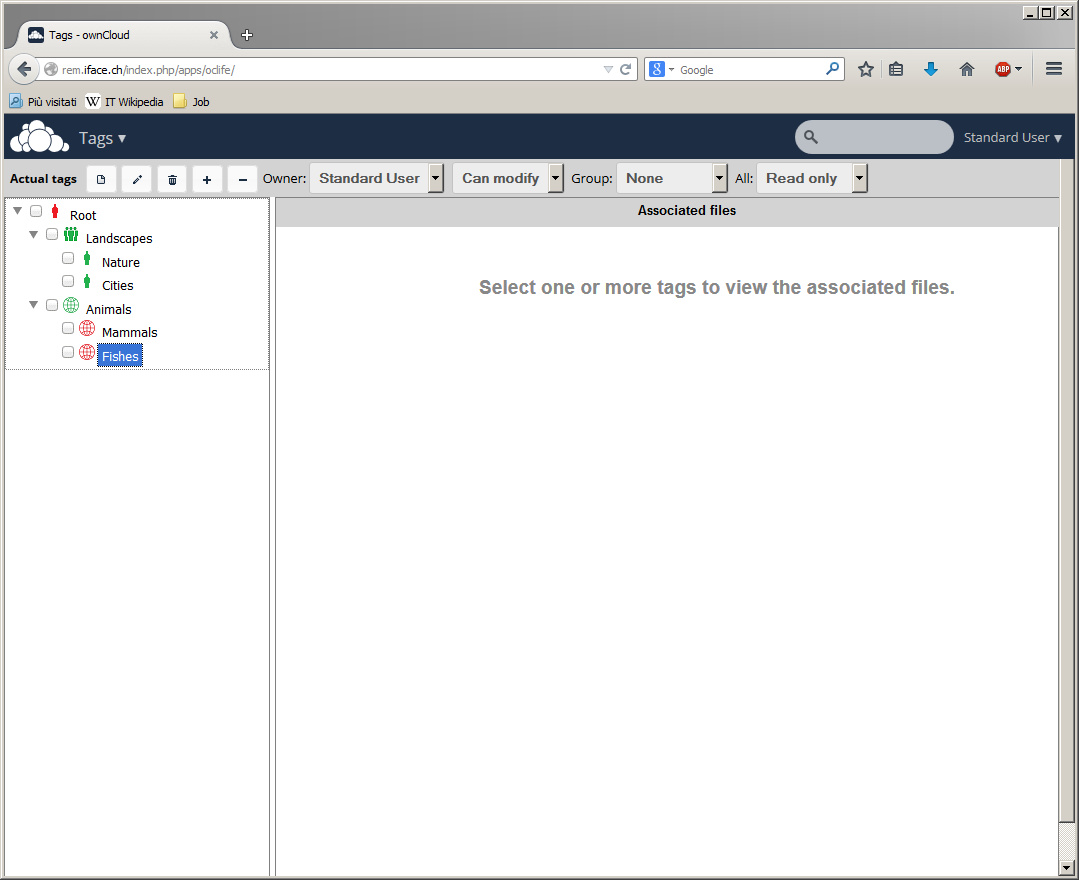 Tags - ownCloud
rem.iface.ch/index.php/apps/oclife/
8 Google
ABP
Più visitati W IT Wikipedia Job
Tags ▾ Standard User ▾
Actual tags + − Owner: Standard User Can modify Group: None All: Read only
Associated files
Root
Landscapes
Nature
Cities
Animals
Mammals
Fishes
Select one or more tags to view the associated files.